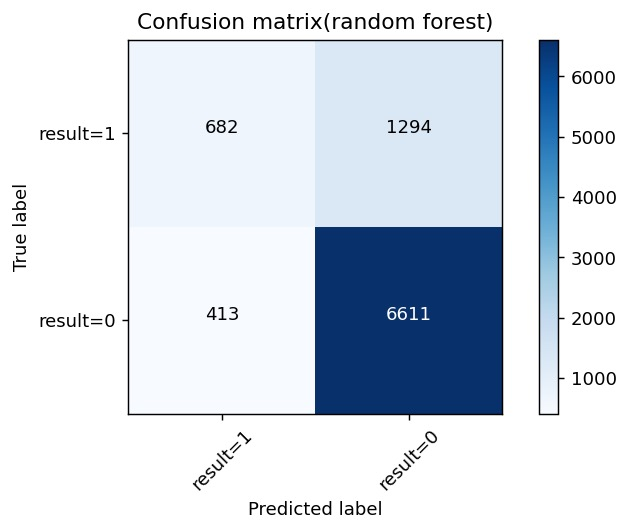 Confusion matrix(random forest)
True label
result=1
682
1294
result=0
413
6611
result=1
result=0
Predicted label
6000
5000
4000
3000
2000
1000